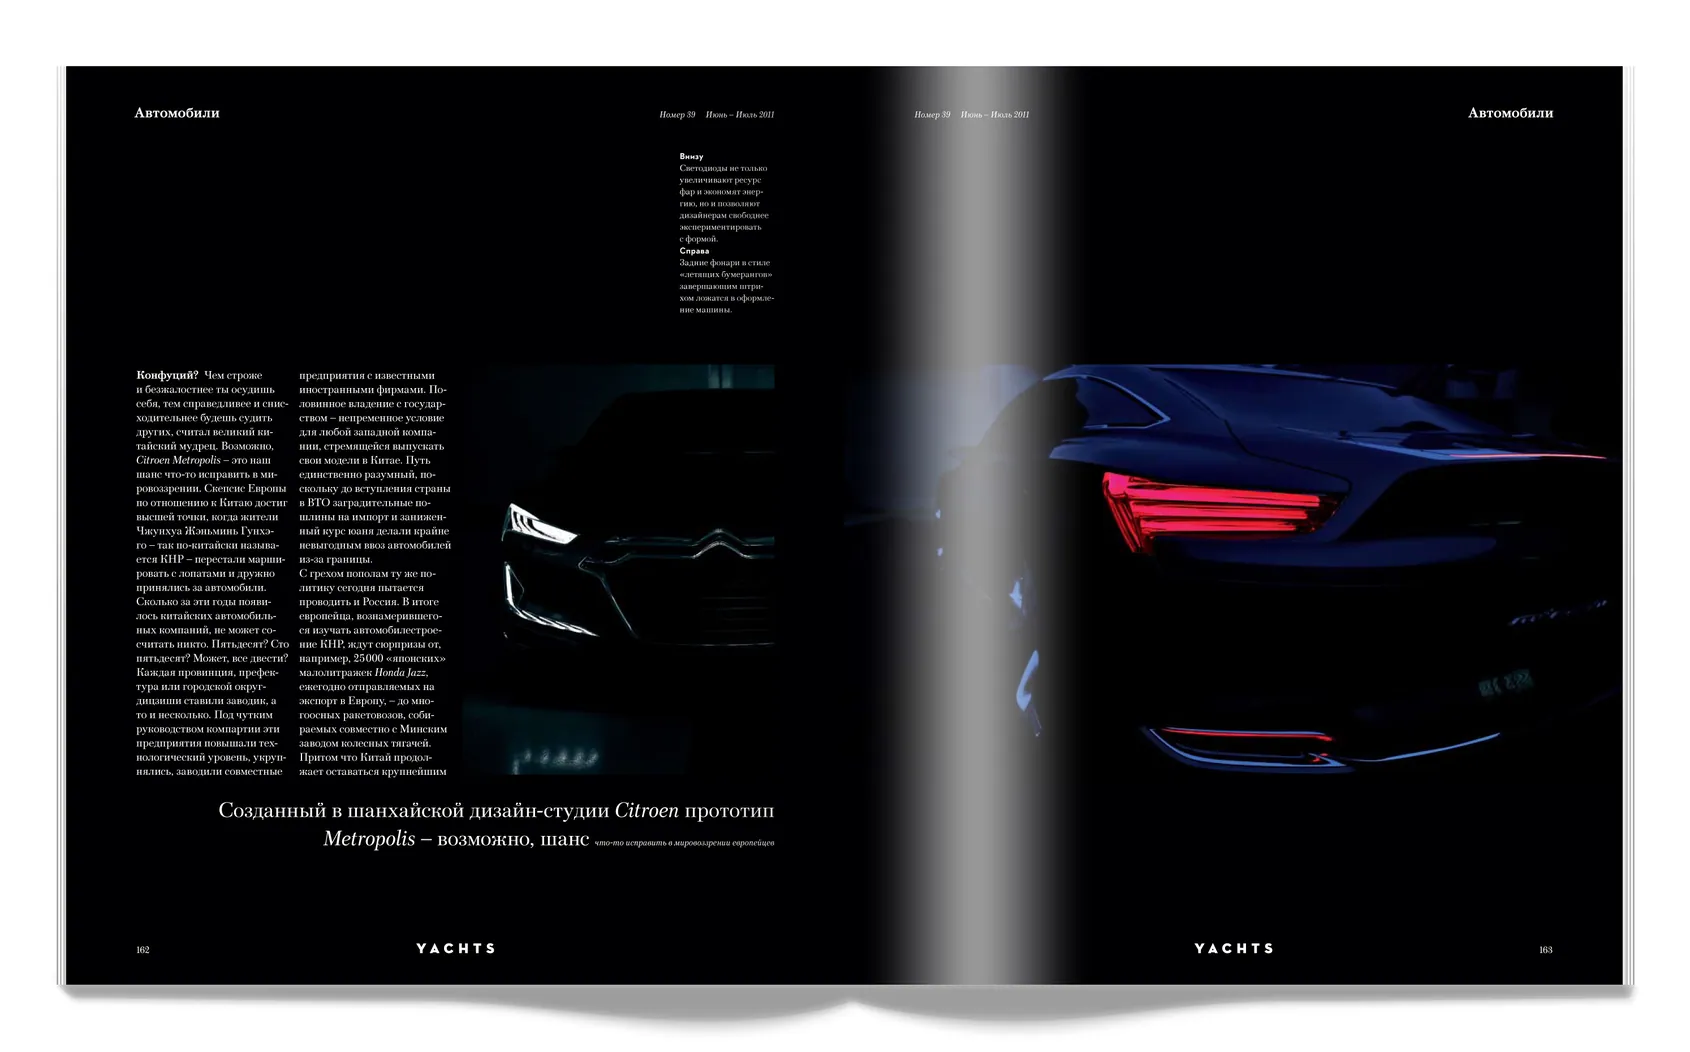 Автомобили
Номер 39 Июнь – Июль 2011
Внизу
Светодиоды не только
увеличивают ресурс
фар и экономят энер-
гию, но и позволяют
дизайнерам свободнее
экспериментировать
с формой.
Справа
Задние фонари в стиле
«летящих бумерангов»
завершающим штри-
хом ложатся в оформле-
ние машины.
Конфуций? Чем строже
и безжалостнее ты осудишь
себя, тем справедливее и снис-
ходительнее будешь судить
других, считал великий ки-
тайский мудрец. Возможно,
Citroen Metropolis – это наш
шанс что-то исправить в ми-
ровоззрении. Скепсис Европы
по отношению к Китаю достиг
высшей точки, когда жители
Чжунхуа Жэньминь Гунхэ-
го – так по-китайски называ-
ется КНР – перестали марши-
ровать с лопатами и дружно
принялись за автомобили.
Сколько за эти годы появи-
лось китайских автомобиль-
ных компаний, не может со-
считать никто. Пятьдесят? Сто
пятьдесят? Может, все двести?
Каждая провинция, префек-
тура или городской округ-
дицзиши ставили заводик, а
то и несколько. Под чутким
руководством компартии эти
предприятия повышали тех-
нологический уровень, укруп-
нялись, заводили совместные
предприятия с известными
иностранными фирмами. По-
ловинное владение с государ-
ством – непременное условие
для любой западной компа-
нии, стремящейся выпускать
свои модели в Китае. Путь
единственно разумный, по-
скольку до вступления страны
в ВТО заградительные по-
шлины на импорт и занижен-
ный курс юаня делали крайне
невыгодным ввоз автомобилей
из-за границы.
С грехом пополам ту же по-
литику сегодня пытается
проводить и Россия. В итоге
европейца, вознамерившего-
ся изучать автомобилестрое-
ние КНР, ждут сюрпризы от,
например, 25 000 «японских»
малолитражек Honda Jazz,
ежегодно отправляемых на
экспорт в Европу, – до мно-
гоосных ракетовозов, соби-
раемых совместно с Минским
заводом колесных тягачей.
Притом что Китай продол-
жает оставаться крупнейшим
Созданный в шанхайской дизайн-студии Citroen прототип
Metropolis – возможно, шанс что-то исправить в мировоззрении европейцев
162
YACHTS
Номер 39 Июнь – Июль 2011
Автомобили
YACHTS
163